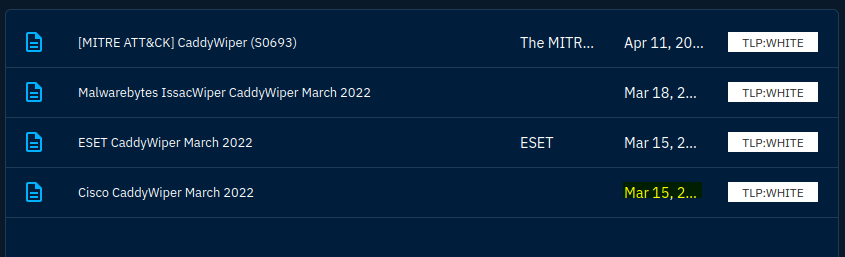 [MITRE ATT&CK] CaddyWiper (S0693) The MITR... Apr 11, 20... TLP:WHITE
Malwarebytes IssacWiper CaddyWiper March 2022 Mar 18, 2... TLP:WHITE
ESET CaddyWiper March 2022 ESET Mar 15, 2... TLP:WHITE
Cisco CaddyWiper March 2022 Mar 15, 2... TLP:WHITE